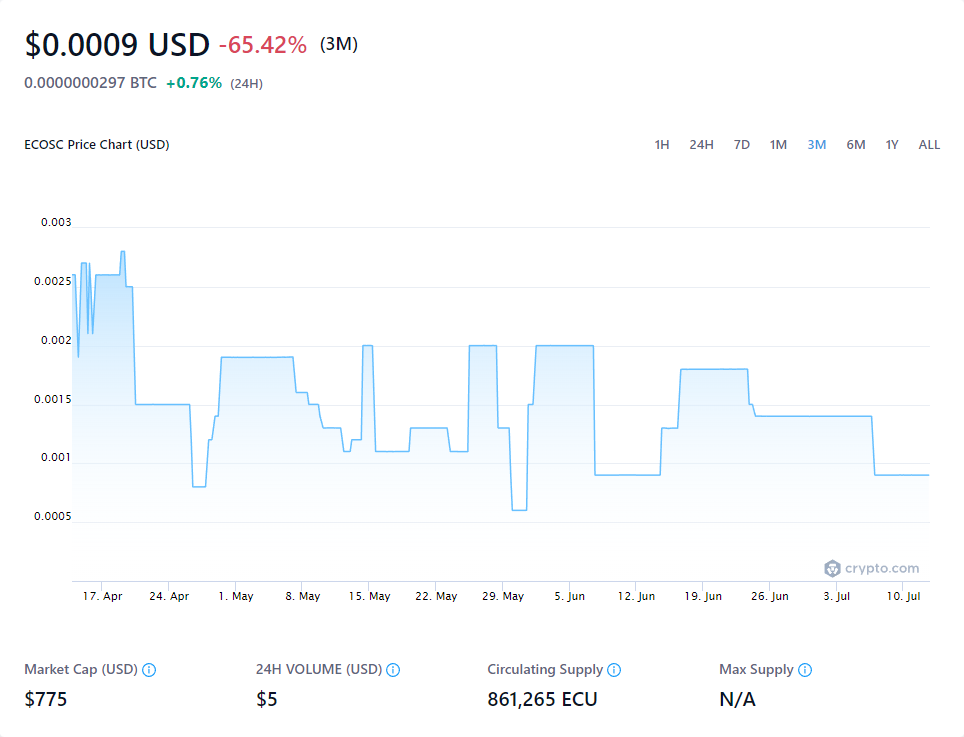 $0.0009 USD -65.42% (3M)
0.0000000297 BTC +0.76% (24H)
ECOSC Price Chart (USD) 1H 24H 7D 1M 3M 6M 1Y ALL
0.003
0.0025
0.002
0.0015
0.001
0.0005
crypto.com
17. Apr 24. Apr 1. May 8. May 15. May 22. May 29. May 5. Jun 12. Jun 19. Jun 26. Jun 3. Jul 10. Jul
Market Cap (USD) 24H VOLUME (USD) Circulating Supply Max Supply
$775 $5 861,265 ECU N/A